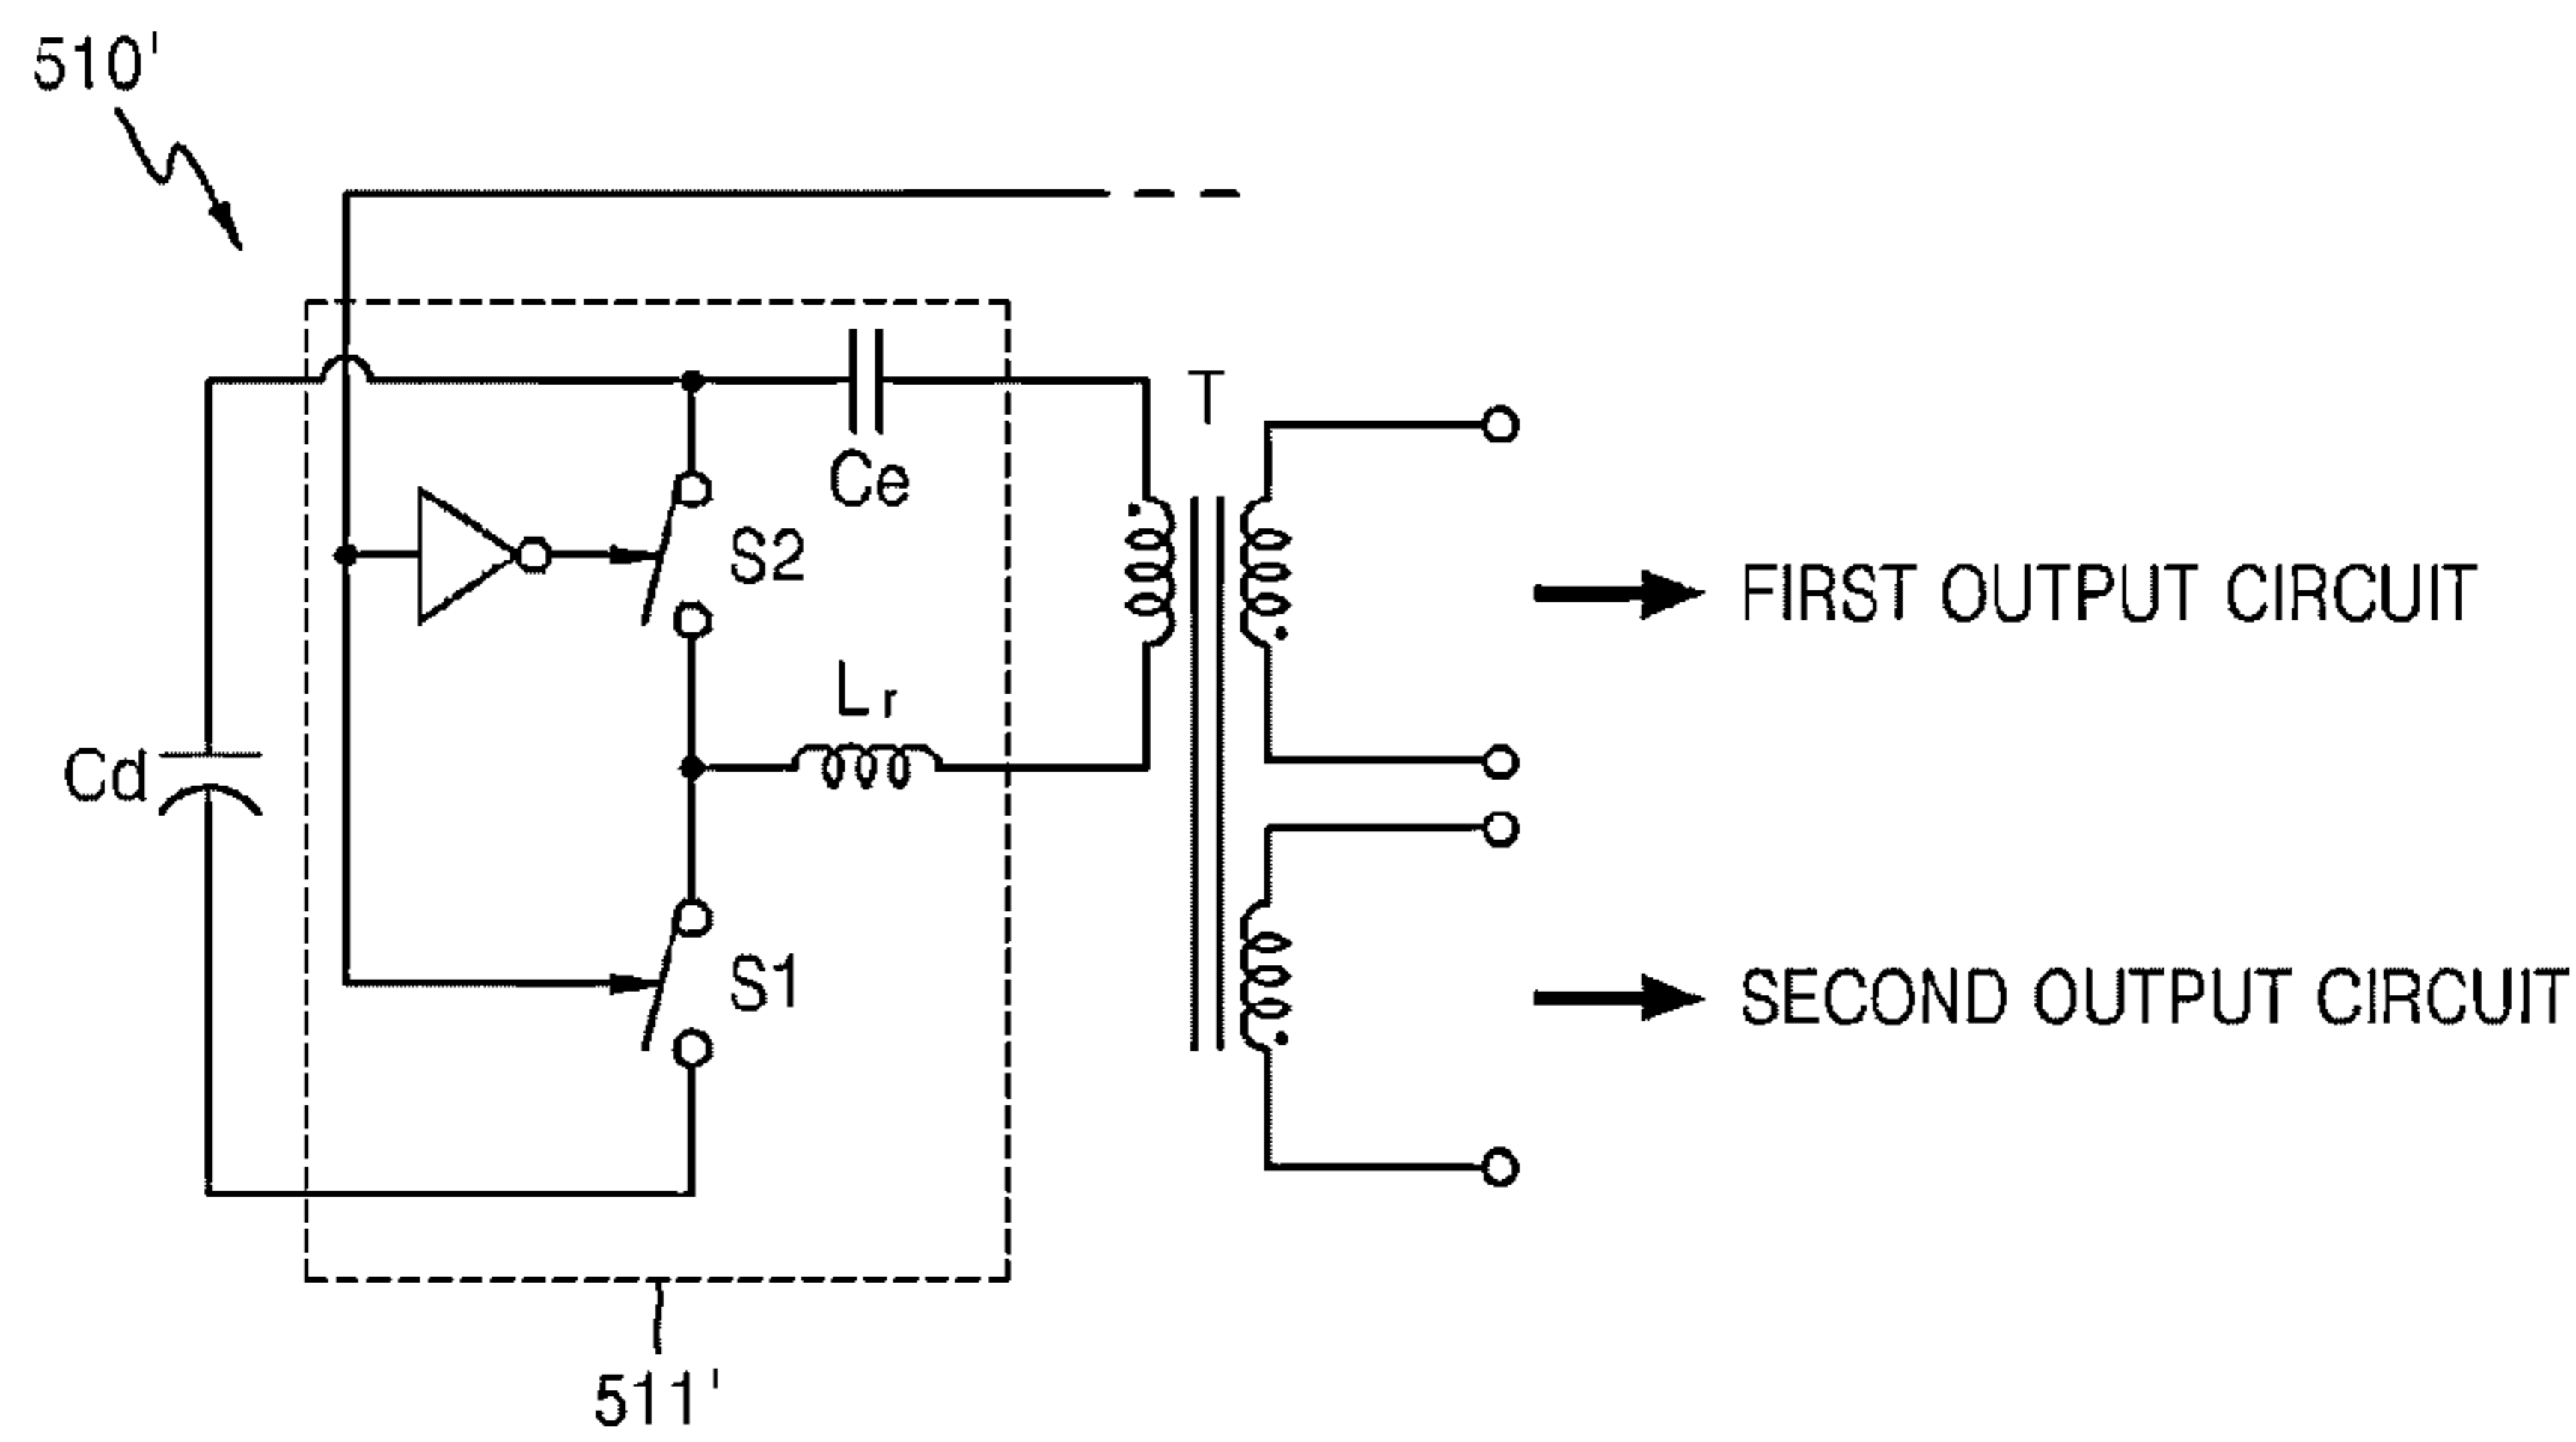 510'
T
Ce
S2
FIRST OUTPUT CIRCUIT
Lr
Cd
S1
SECOND OUTPUT CIRCUIT
511'